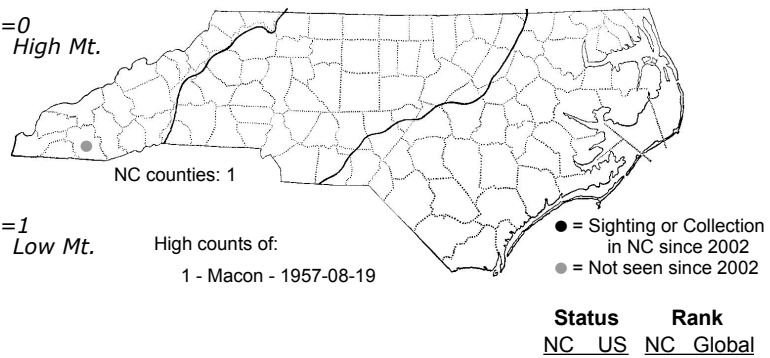 =0
High Mt.
NC counties: 1
=1
Low Mt.
High counts of:
1 - Macon - 1957-08-19
● = Sighting or Collection
in NC since 2002
● = Not seen since 2002
Status Rank
NC US NC Global